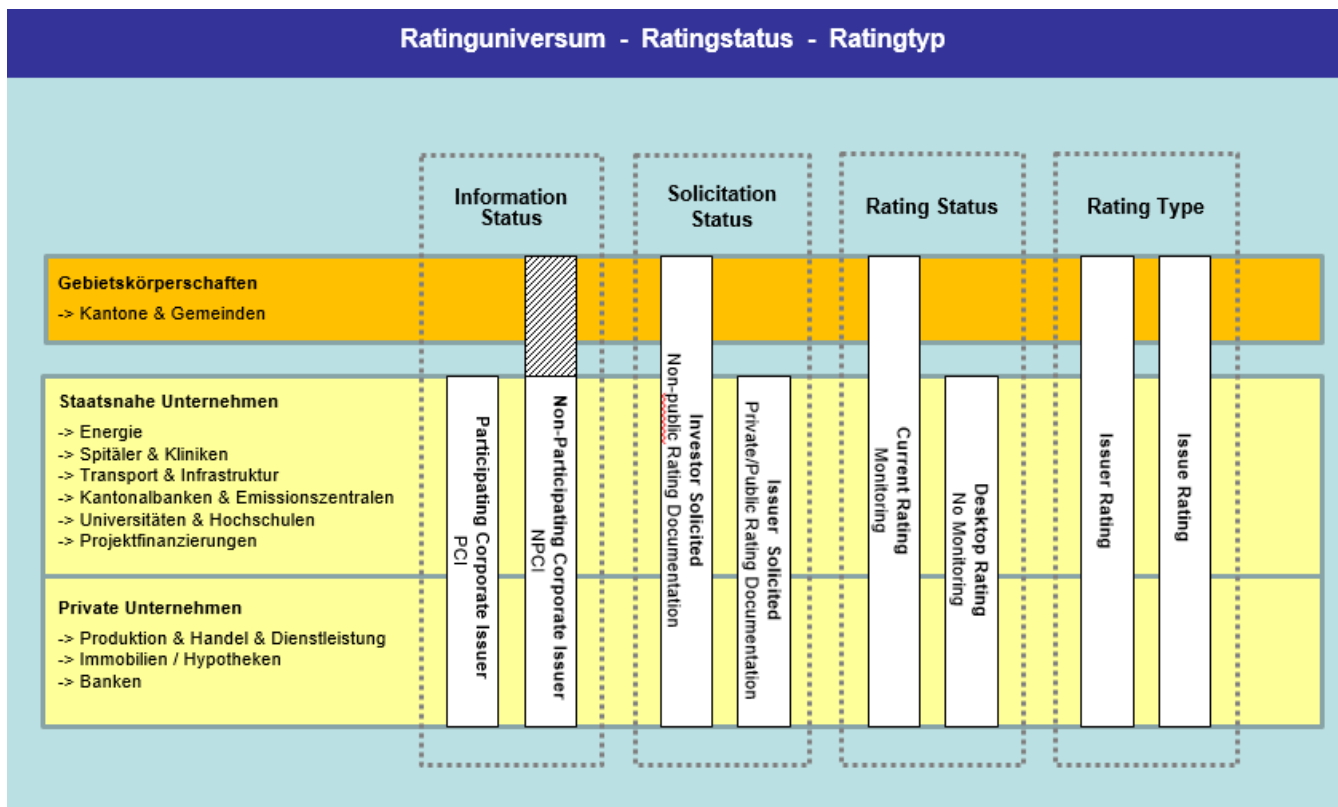 Ratinguniversum - Ratingstatus - Ratingtyp
Information
Status
Solicitation
Status
Rating Status
Rating Type
Gebietskörperschaften
-> Kantone & Gemeinden
Staatsnahe Unternehmen
-> Energie
-> Spitäler & Kliniken
-> Transport & Infrastruktur
-> Kantonalbanken & Emissionszentralen
-> Universitäten & Hochschulen
-> Projektfinanzierungen
Private Unternehmen
-> Produktion & Handel & Dienstleistung
-> Immobilien / Hypotheken
-> Banken
Participating Corporate Issuer
PCI
Non-Participating Corporate Issuer
NPCI
Investor Solicited
Non-public Rating Documentation
Issuer Solicited
Private/Public Rating Documentation
Current Rating
Monitoring
Desktop Rating
No Monitoring
Issuer Rating
Issue Rating